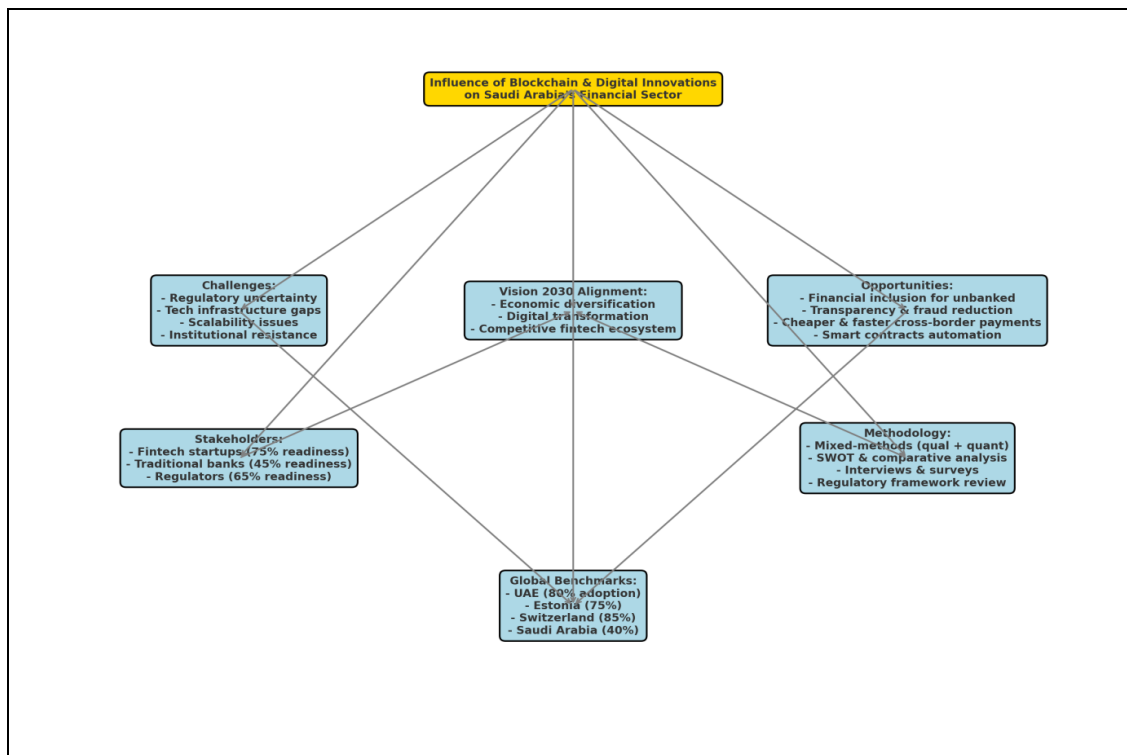 Influence of Blockchain & Digital Innovations
on Saudi Arabia's Financial Sector
Challenges:
- Regulatory uncertainty
- Tech infrastructure gaps
- Scalability issues
- Institutional resistance
Vision 2030 Alignment:
- Economic diversification
- Digital transformation
- Competitive fintech ecosystem
Opportunities:
- Financial inclusion for unbanked
- Transparency & fraud reduction
- Cheaper & faster cross-border payments
- Smart contracts automation
Stakeholders:
- Fintech startups (75% readiness)
- Traditional banks (45% readiness)
- Regulators (65% readiness)
Methodology:
- Mixed-methods (qual + quant)
- SWOT & comparative analysis
- Interviews & surveys
- Regulatory framework review
Global Benchmarks:
- UAE (80% adoption)
- Estonia (75%)
- Switzerland (85%)
- Saudi Arabia (40%)